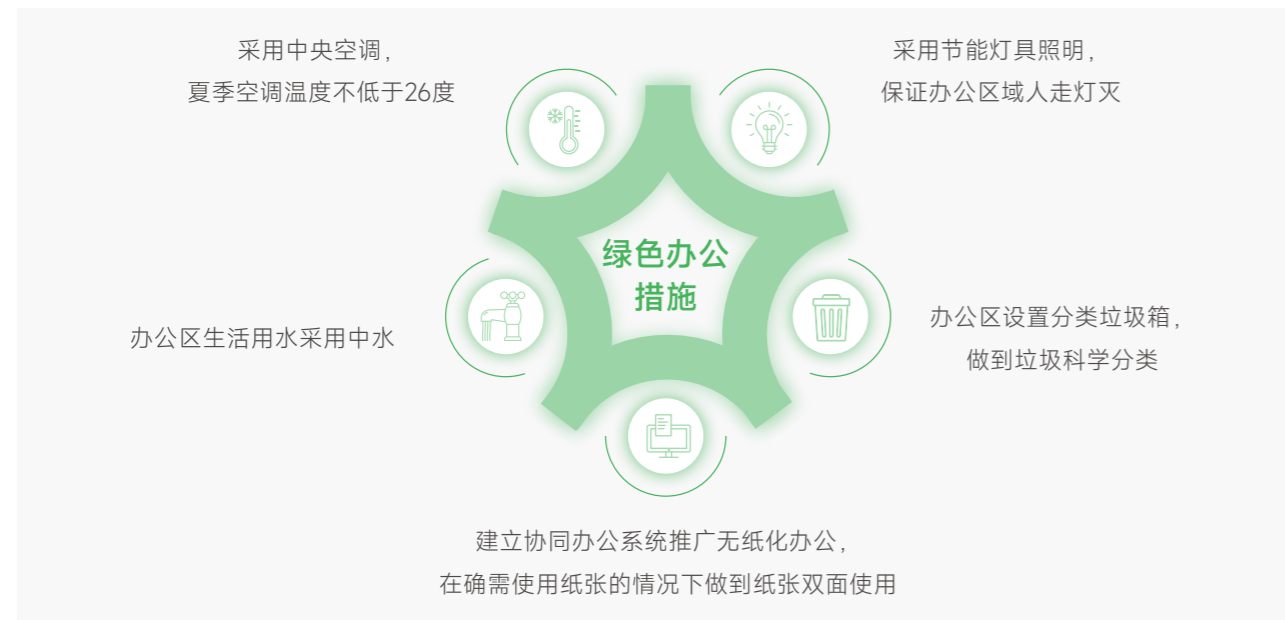 采用中央空调，
夏季空调温度不低于26度
采用节能灯具照明，
保证办公区域人走灯灭
绿色办公
措施
办公区生活用水采用中水
办公区设置分类垃圾箱，
做到垃圾科学分类
建立协同办公系统推广无纸化办公，
在确需使用纸张的情况下做到纸张双面使用